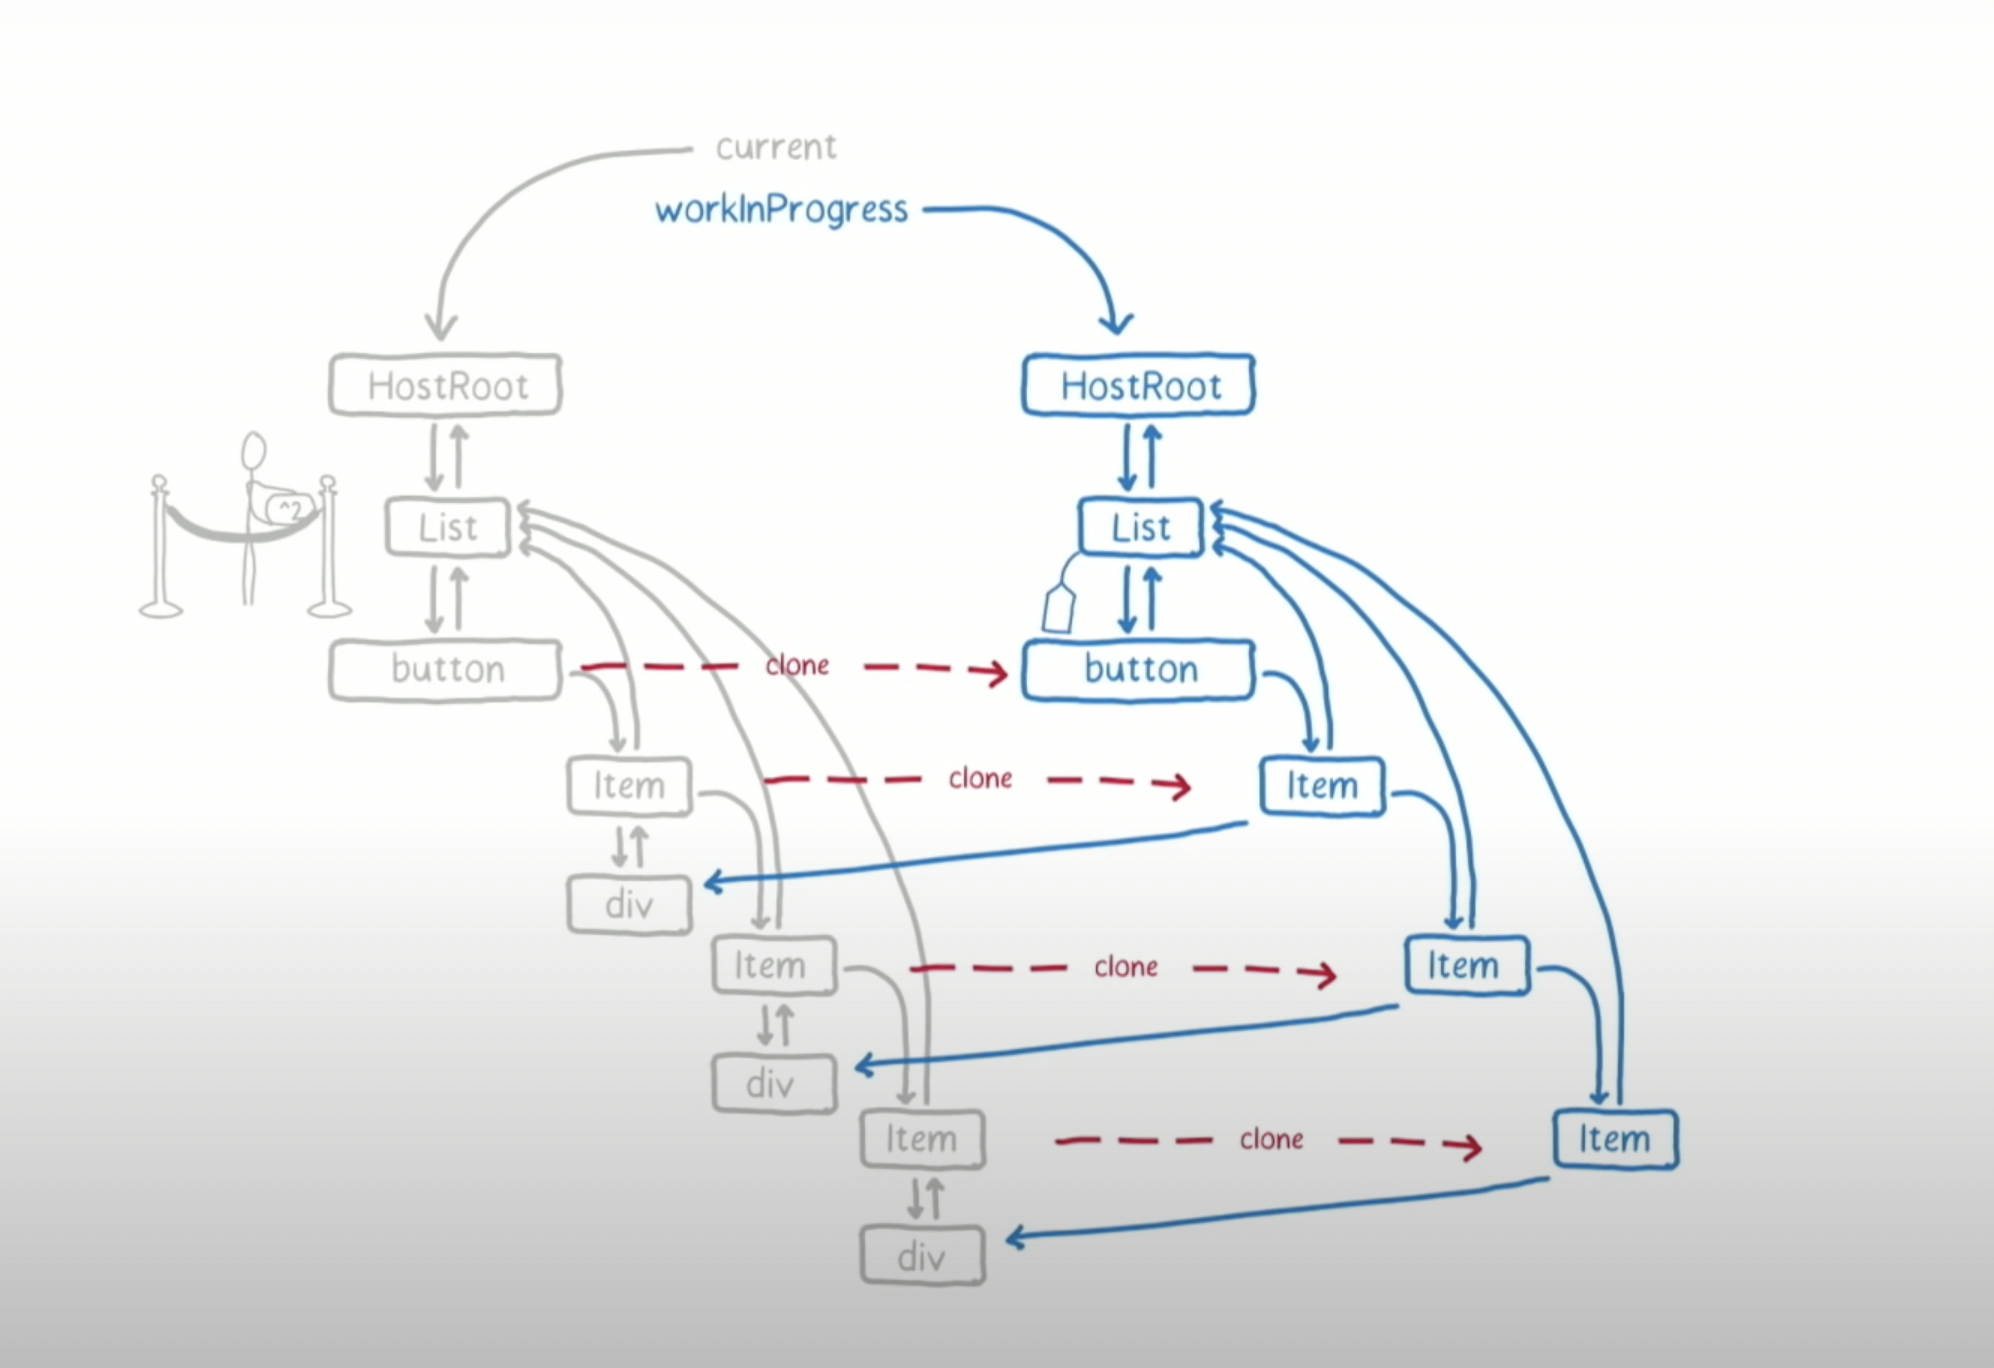 current
workInProgress
HostRoot
HostRoot
^2
List
List
button
clone
button
Item
clone
Item
div
Item
clone
Item
div
Item
clone
Item
div